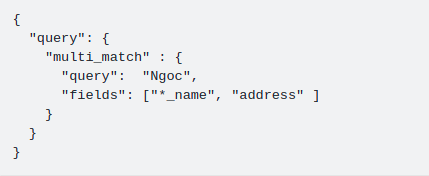 {
  "query": {
    "multi_match" : {
      "query":  "Ngoc",
      "fields": ["*_name", "address" ]
    }
  }
}